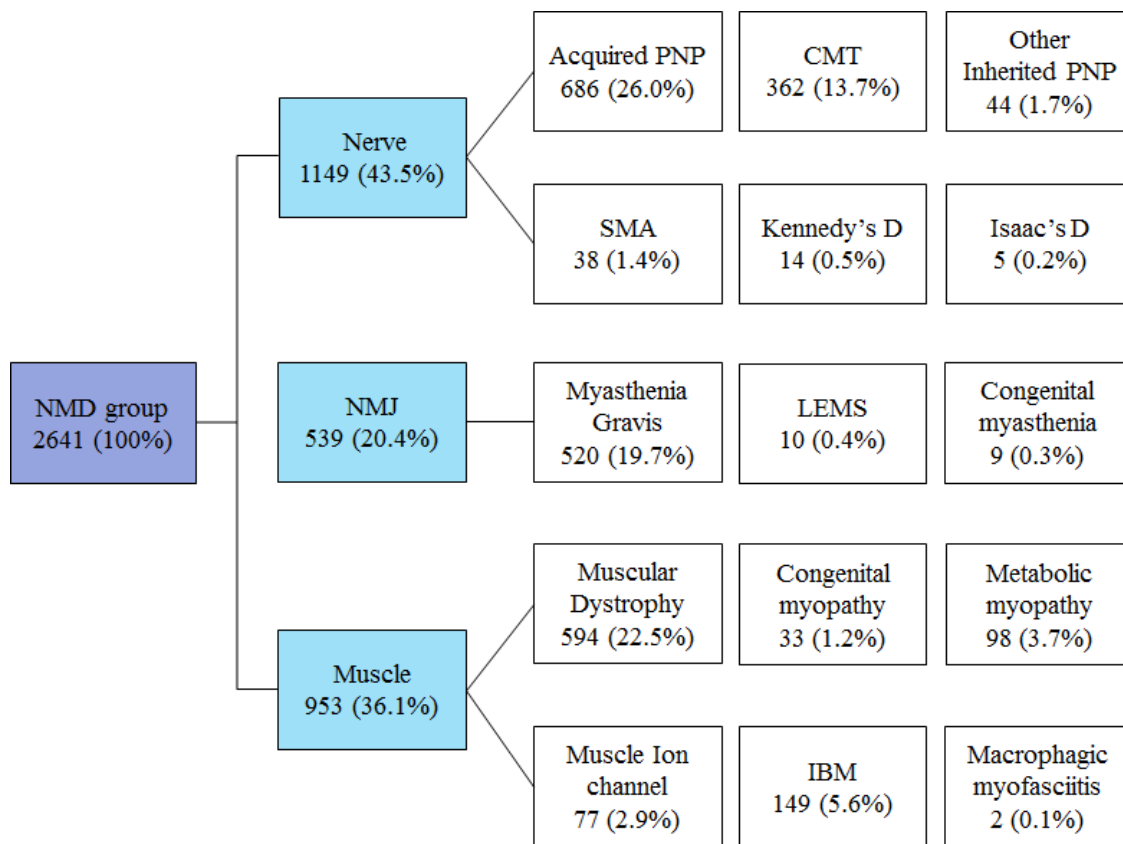 Acquired PNP
686 (26.0%)
CMT
362 (13.7%)
Other
Inherited PNP
44 (1.7%)
Nerve
1149 (43.5%)
SMA
38 (1.4%)
Kennedy's D
14 (0.5%)
Isaac's D
5 (0.2%)
NMD group
2641 (100%)
NMJ
539 (20.4%)
Myasthenia
Gravis
520 (19.7%)
LEMS
10 (0.4%)
Congenital
myasthenia
9 (0.3%)
Muscular
Dystrophy
594 (22.5%)
Congenital
myopathy
33 (1.2%)
Metabolic
myopathy
98 (3.7%)
Muscle
953 (36.1%)
Muscle Ion
channel
77 (2.9%)
IBM
149 (5.6%)
Macrophagic
myofasciitis
2 (0.1%)